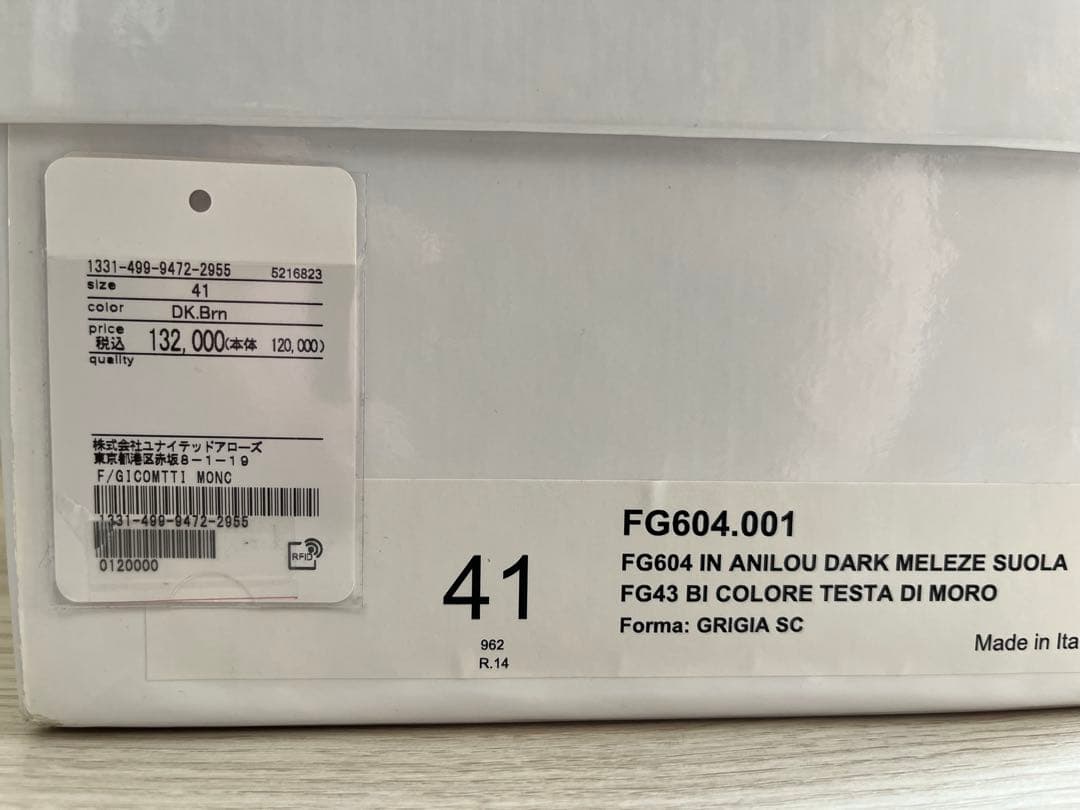 1331-499-9472-2955 5216823
size 41
color DK.Brn
price
税込 132,000(本体 120,000)
quality
株式会社ユナイテッドアローズ
東京都港区赤坂8-1-19
F/GICOMTTI MONC
1331-499-9472-2955
0120000
RFID
41
962
R.14
FG604.001
FG604 IN ANILOU DARK MELEZE SUOLA
FG43 BI COLORE TESTA DI MORO
Forma: GRIGIA SC
Made in Ita